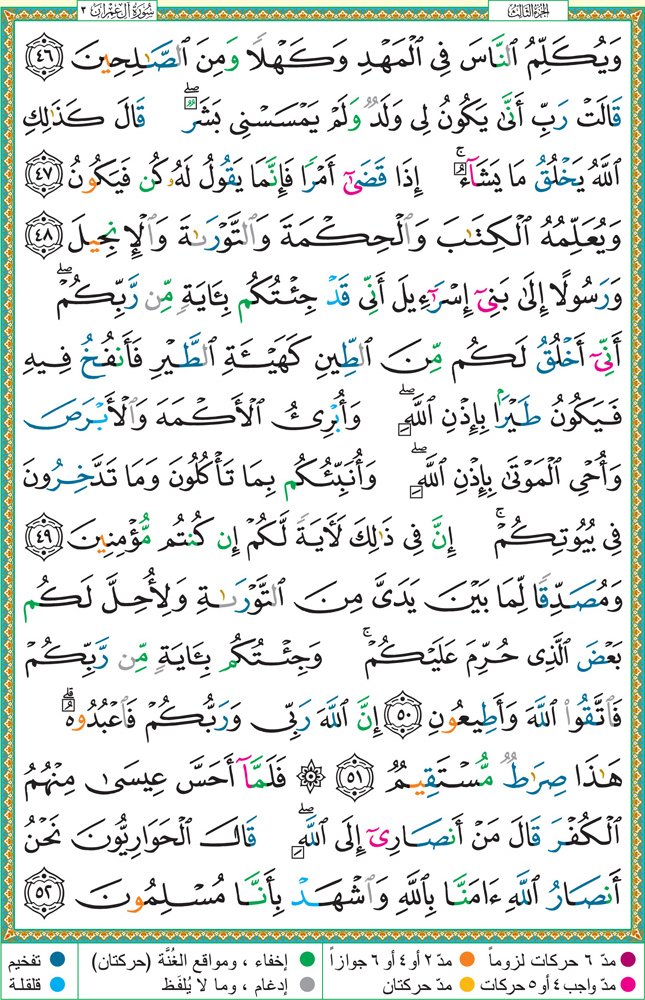 الجزء الثالث
سورة آل عمران ٣
وَيُكَلِّمُ ٱلنَّاسَ فِى ٱلْمَهْدِ وَكَهْلًا وَمِنَ ٱلصَّـٰلِحِينَ ٤٦
قَالَتْ رَبِّ أَنَّىٰ يَكُونُ لِى وَلَدٌ وَلَمْ يَمْسَسْنِى بَشَرٌ ۖ قَالَ كَذَٰلِكِ
ٱللَّهُ يَخْلُقُ مَا يَشَآءُ ۚ إِذَا قَضَىٰٓ أَمْرًا فَإِنَّمَا يَقُولُ لَهُۥ كُن فَيَكُونُ ٤٧
وَيُعَلِّمُهُ ٱلْكِتَـٰبَ وَٱلْحِكْمَةَ وَٱلتَّوْرَىٰةَ وَٱلْإِنجِيلَ ٤٨
وَرَسُولًا إِلَىٰ بَنِىٓ إِسْرَٰٓءِيلَ أَنِّى قَدْ جِئْتُكُم بِـَٔايَةٍ مِّن رَّبِّكُمْ ۖ
أَنِّىٓ أَخْلُقُ لَكُم مِّنَ ٱلطِّينِ كَهَيْـَٔةِ ٱلطَّيْرِ فَأَنفُخُ فِيهِ
فَيَكُونُ طَيْرًۢا بِإِذْنِ ٱللَّهِ ۖ وَأُبْرِئُ ٱلْأَكْمَهَ وَٱلْأَبْرَصَ
وَأُحْىِ ٱلْمَوْتَىٰ بِإِذْنِ ٱللَّهِ ۖ وَأُنَبِّئُكُم بِمَا تَأْكُلُونَ وَمَا تَدَّخِرُونَ
فِى بُيُوتِكُمْ ۚ إِنَّ فِى ذَٰلِكَ لَـَٔايَةً لَّكُمْ إِن كُنتُم مُّؤْمِنِينَ ٤٩
وَمُصَدِّقًا لِّمَا بَيْنَ يَدَىَّ مِنَ ٱلتَّوْرَىٰةِ وَلِأُحِلَّ لَكُم
بَعْضَ ٱلَّذِى حُرِّمَ عَلَيْكُمْ ۚ وَجِئْتُكُم بِـَٔايَةٍ مِّن رَّبِّكُمْ
فَٱتَّقُوا۟ ٱللَّهَ وَأَطِيعُونِ ٥٠ إِنَّ ٱللَّهَ رَبِّى وَرَبُّكُمْ فَٱعْبُدُوهُ ۗ
هَـٰذَا صِرَٰطٌ مُّسْتَقِيمٌ ٥١ ۞ فَلَمَّآ أَحَسَّ عِيسَىٰ مِنْهُمُ
ٱلْكُفْرَ قَالَ مَنْ أَنصَارِىٓ إِلَى ٱللَّهِ ۖ قَالَ ٱلْحَوَارِيُّونَ نَحْنُ
أَنصَارُ ٱللَّهِ ءَامَنَّا بِٱللَّهِ وَٱشْهَدْ بِأَنَّا مُسْلِمُونَ ٥٢
مدّ ٦ حركات لزوماً
مدّ ٢ أو ٤ أو ٦ جوازاً
إخفاء ، ومواقع الغُنَّة (حركتان)
تفخيم
مدّ واجب ٤ أو ٥ حركات
مدّ حركتان
إدغام ، وما لا يُلفَظ
قلقلة